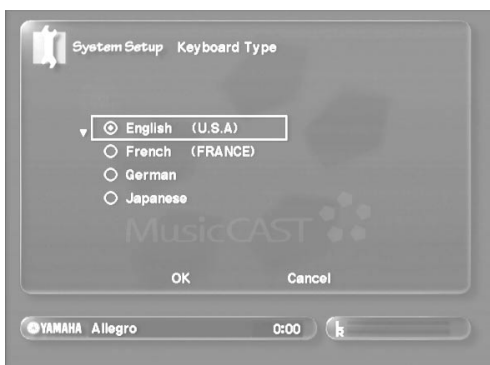 System Setup Keyboard Type
English (U.S.A)
French (FRANCE)
German
Japanese
MusicCAST
OK Cancel
YAMAHA Allegro 0:00 L
R